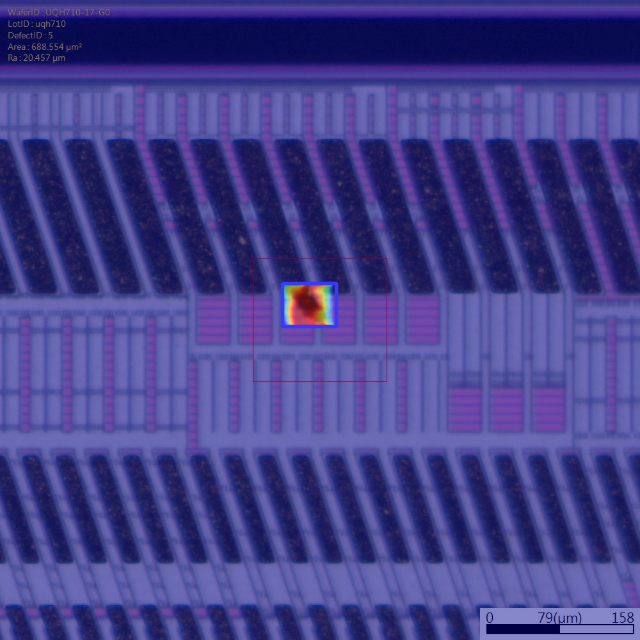 WaferID : UQH710-17-G0
LotID : uqh710
DefectID : 5
Area : 688.554 µm²
Ra : 20.457 µm
0 79(um) 158